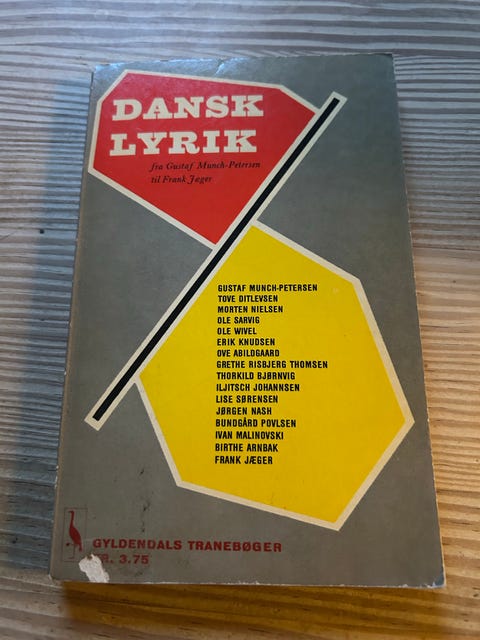 DANSK
LYRIK
fra Gustaf Munch-Petersen
til Frank Jæger
GUSTAF MUNCH-PETERSEN
TOVE DITLEVSEN
MORTEN NIELSEN
OLE SARVIG
OLE WIVEL
ERIK KNUDSEN
OVE ABILDGAARD
GRETHE RISBJERG THOMSEN
THORKILD BJØRNVIG
ILJITSCH JOHANNSEN
LISE SØRENSEN
JØRGEN NASH
BUNDGÅRD POVLSEN
IVAN MALINOVSKI
BIRTHE ARNBAK
FRANK JÆGER
GYLDENDALS TRANEBØGER
KR. 3.75